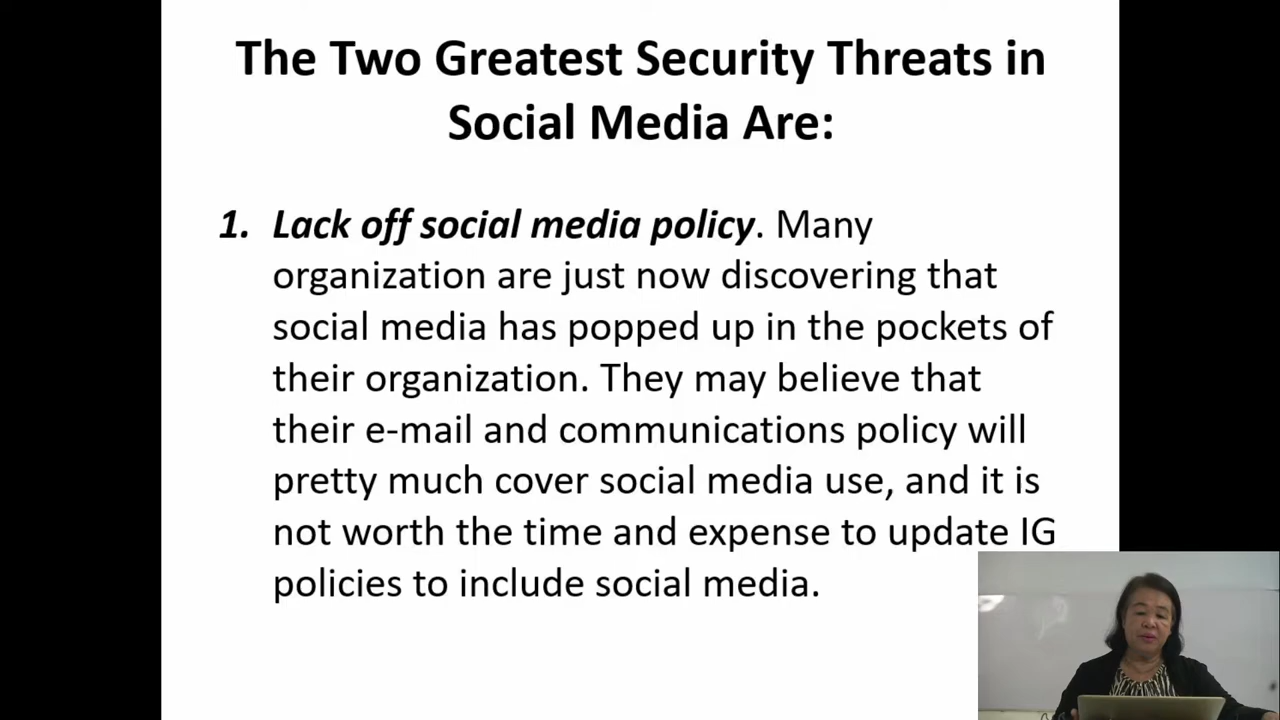 The Two Greatest Security Threats in
Social Media Are:
1. Lack off social media policy. Many
organization are just now discovering that
social media has popped up in the pockets of
their organization. They may believe that
their e-mail and communications policy will
pretty much cover social media use, and it is
not worth the time and expense to update IG
policies to include social media.